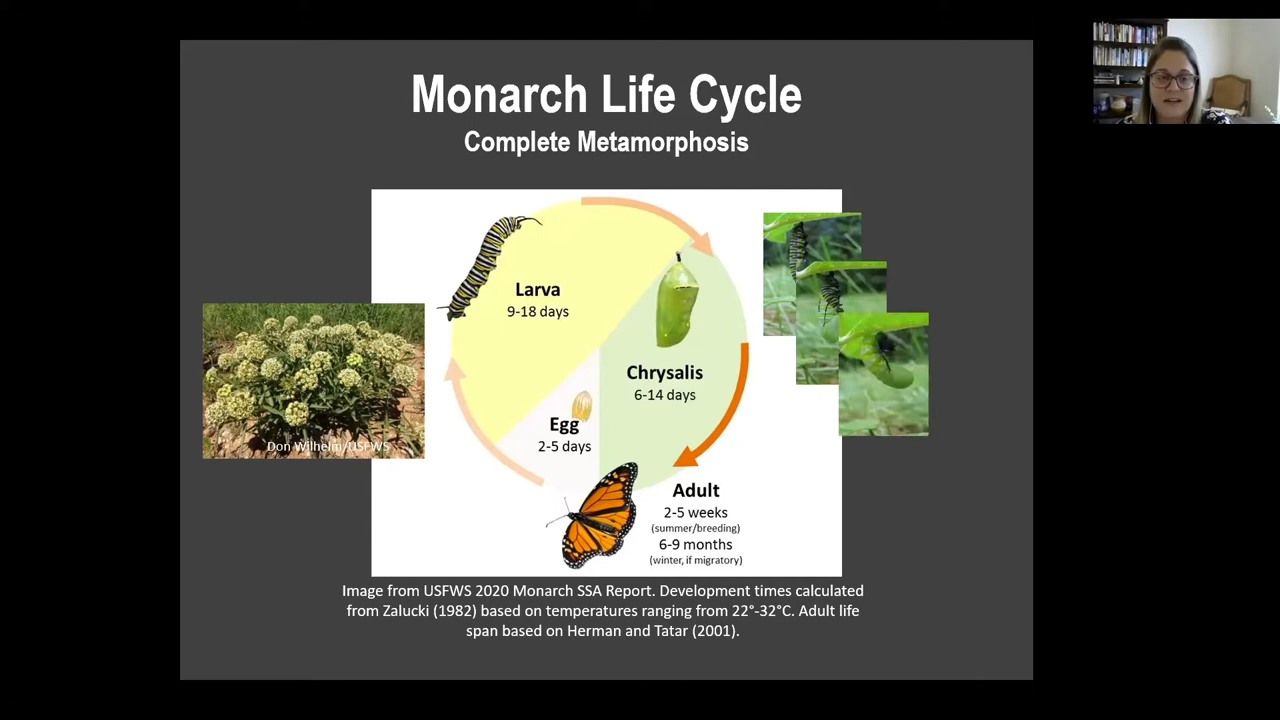 Monarch Life Cycle
Complete Metamorphosis
Larva
9-18 days
Chrysalis
6-14 days
Egg
2-5 days
Don Wilhelm/USFWS
Adult
2-5 weeks
(summer/breeding)
6-9 months
(winter, if migratory)
Image from USFWS 2020 Monarch SSA Report. Development times calculated
from Zalucki (1982) based on temperatures ranging from 22°-32°C. Adult life
span based on Herman and Tatar (2001).